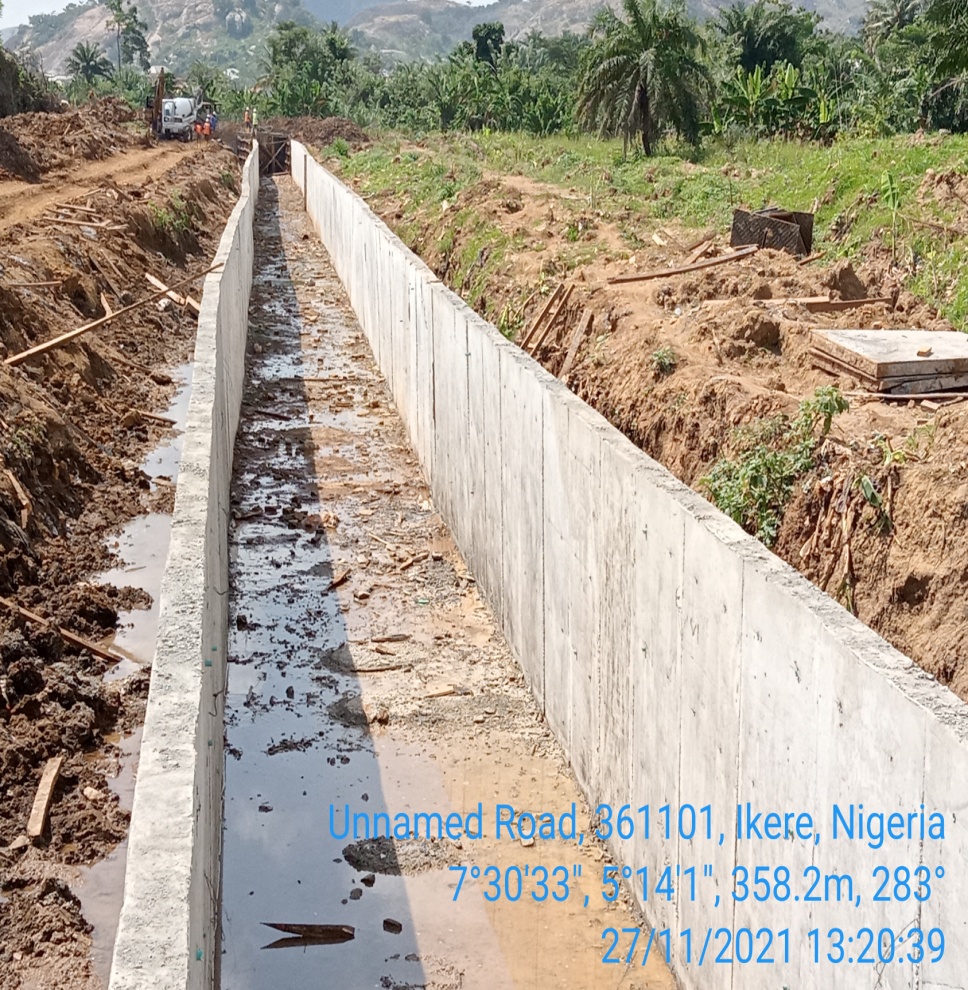 Unnamed Road, 361101, Ikere, Nigeria
7°30'33", 5°14'1", 358.2m, 283°
27/11/2021 13:20:39